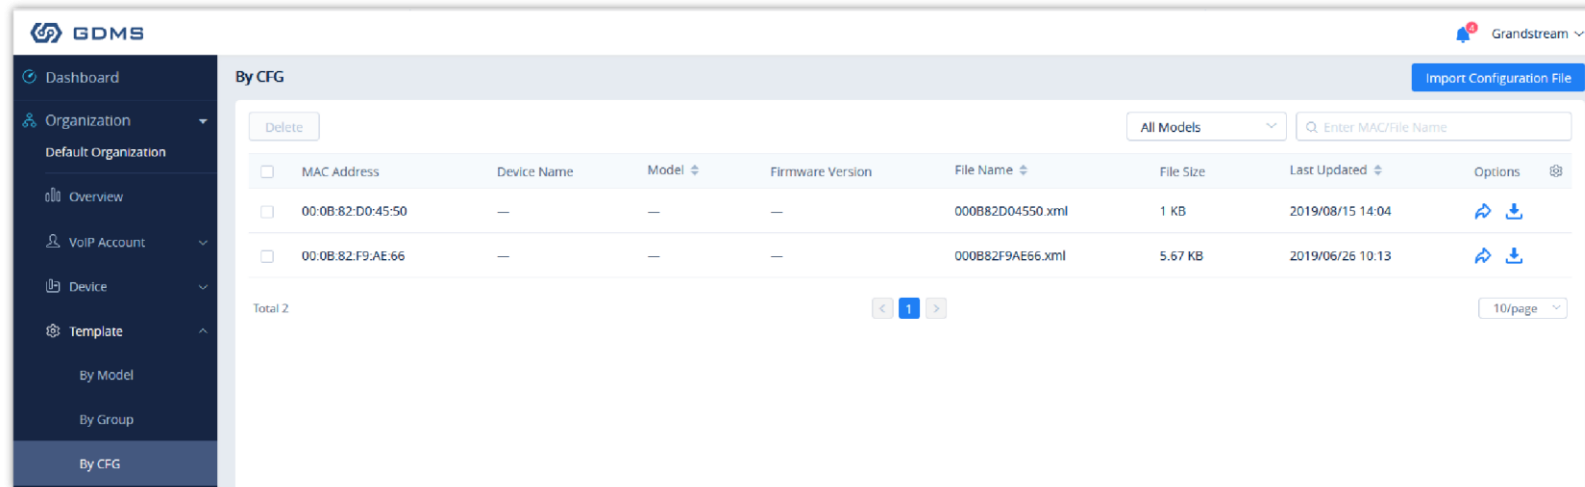 GDMS
4
Grandstream
Dashboard
By CFG
Import Configuration File
Organization
Default Organization
Delete
All Models
Enter MAC/File Name
MAC Address Device Name Model Firmware Version File Name File Size Last Updated Options
00:0B:82:D0:45:50 — — — 000B82D04550.xml 1 KB 2019/08/15 14:04
00:0B:82:F9:AE:66 — — — 000B82F9AE66.xml 5.67 KB 2019/06/26 10:13
Total 2
< 1 >
10/page
Overview
VoIP Account
Device
Template
By Model
By Group
By CFG